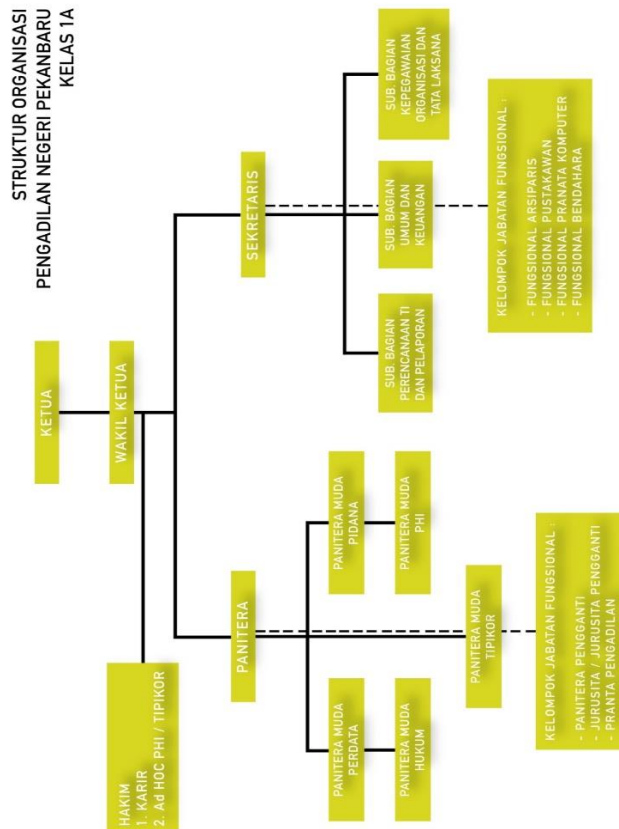 STRUKTUR ORGANISASI
PENGADILAN NEGERI PEKANBARU
KELAS 1A
KETUA
WAKIL KETUA
HAKIM
1. KARIR
2. Ad HOC PHI / TIPIKOR
PANITERA
SEKRETARIS
PANITERA MUDA
PERDATA
PANITERA MUDA
PIDANA
PANITERA MUDA
HUKUM
PANITERA MUDA
PHI
PANITERA MUDA
TIPIKOR
SUB. BAGIAN
PERENCANAAN TI
DAN PELAPORAN
SUB. BAGIAN
UMUM DAN
KEUANGAN
SUB. BAGIAN
KEPEGAWAIAN
ORGANISASI DAN
TATA LAKSANA
KELOMPOK JABATAN FUNGSIONAL :
- PANITERA PENGGANTI
- JURUSITA / JURUSITA PENGGANTI
- PRANTA PENGADILAN
KELOMPOK JABATAN FUNGSIONAL :
- FUNGSIONAL ARSIPARIS
- FUNGSIONAL PUSTAKAWAN
- FUNGSIONAL PRANATA KOMPUTER
- FUNGSIONAL BENDAHARA